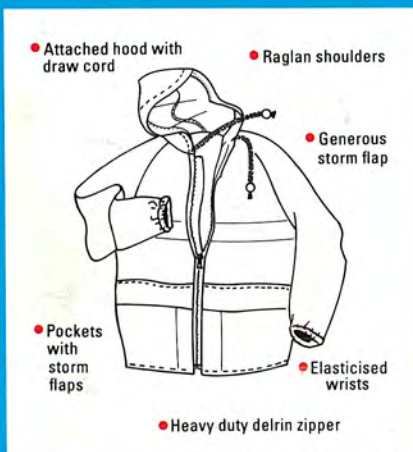 Attached hood with
draw cord
Raglan shoulders
Generous
storm flap
Pockets
with
storm
flaps
Elasticised
wrists
Heavy duty delrin zipper